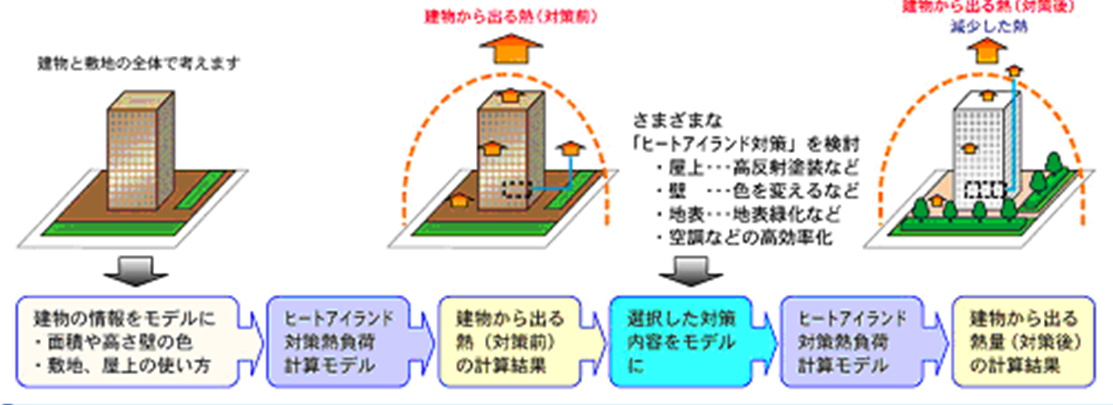 建物から出る熱(対策前)
建物から出る熱(対策後)
減少した熱
建物と敷地の全体で考えます
さまざまな
「ヒートアイランド対策」を検討
・屋上･･･高反射塗装など
・壁　･･･色を変えるなど
・地表･･･地表緑化など
・空調などの高効率化
建物の情報をモデルに
・面積や高さ壁の色
・敷地、屋上の使い方
ヒートアイランド
対策熱負荷
計算モデル
建物から出る
熱（対策前）
の計算結果
選択した対策
内容をモデル
に
ヒートアイランド
対策熱負荷
計算モデル
建物から出る
熱量(対策後)
の計算結果